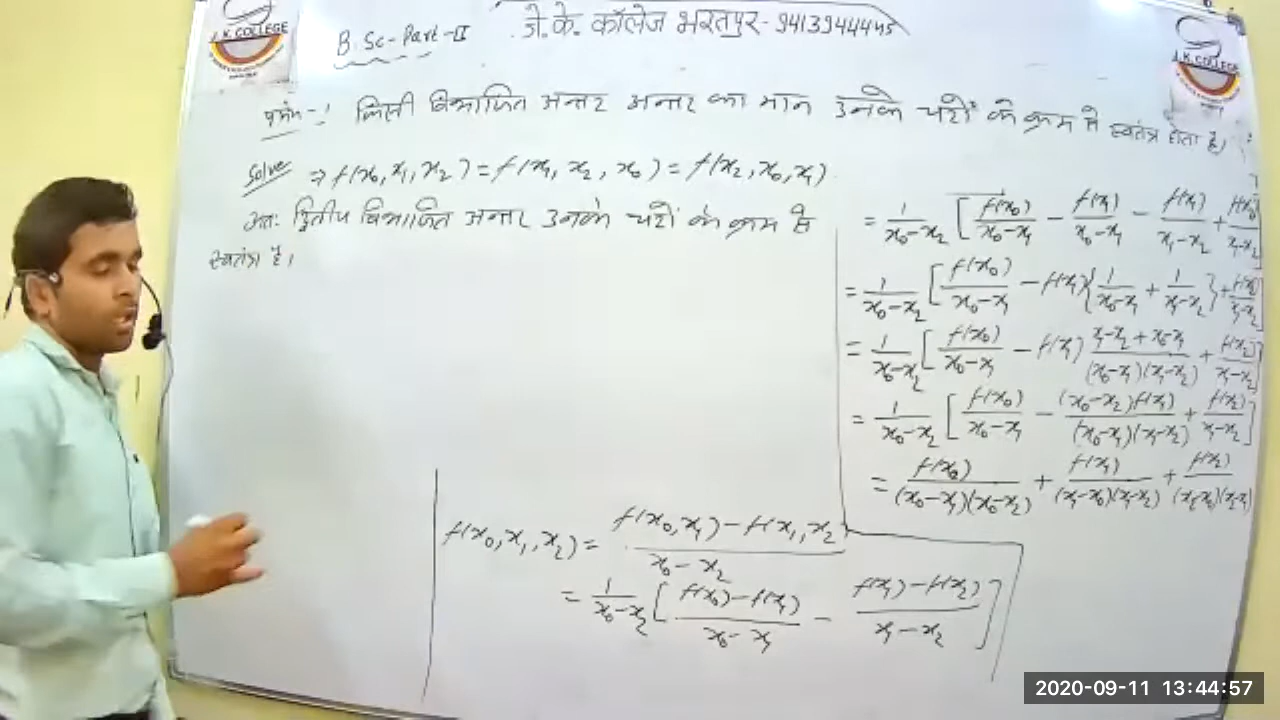 J.K.COLLEGE
B.Sc-Part-II जे.के. कॉलेज भरतपुर- 9413944445
J.K.COLLEGE
प्रमेय-: किसी विभाजित अन्तर अन्तर का मान उनके चरों के क्रम से स्वतंत्र होता है।
Solve ⇒ f(x₀,x₁,x₂) = f(x₁,x₂,x₀) = f(x₂,x₀,x₁)
अतः द्वितीय विभाजित अन्तर उनके चरों के क्रम से
स्वतंत्र है।
f(x₀,x₁,x₂) = (f(x₀,x₁) - f(x₁,x₂)) / (x₀-x₂)
= 1/(x₀-x₂) [ (f(x₀)-f(x₁))/(x₀-x₁) - (f(x₁)-f(x₂))/(x₁-x₂) ]
= 1/(x₀-x₂) [ f(x₀)/(x₀-x₁) - f(x₁)/(x₀-x₁) - f(x₁)/(x₁-x₂) + f(x₂)/(x₁-x₂)
= 1/(x₀-x₂) [ f(x₀)/(x₀-x₁) - f(x₁){ 1/(x₀-x₁) + 1/(x₁-x₂) } + f(x₂)/(x₁-x₂)
= 1/(x₀-x₂) [ f(x₀)/(x₀-x₁) - f(x₁) (x₁-x₂+x₀-x₁)/((x₀-x₁)(x₁-x₂)) + f(x₂)/(x₁-x₂) ]
= 1/(x₀-x₂) [ f(x₀)/(x₀-x₁) - (x₀-x₂)f(x₁)/((x₀-x₁)(x₁-x₂)) + f(x₂)/(x₁-x₂) ]
= f(x₀)/((x₀-x₁)(x₀-x₂)) + f(x₁)/((x₁-x₀)(x₁-x₂)) + f(x₂)/((x₂-x₀)(x₂-x₁))
2020-09-11 13:44:57